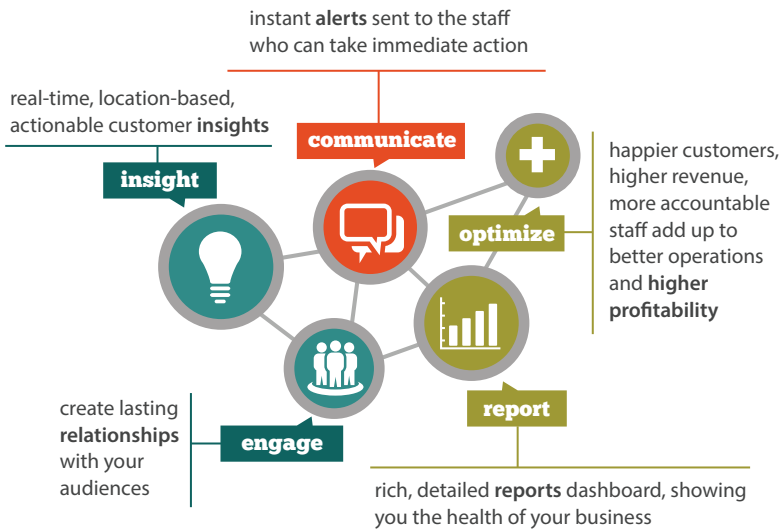 instant alerts sent to the staff
who can take immediate action
real-time, location-based,
actionable customer insights
communicate
insight
happier customers,
higher revenue,
more accountable
staff add up to
better operations
and higher
profitability
optimize
create lasting
relationships
with your
audiences
engage
report
rich, detailed reports dashboard, showing
you the health of your business